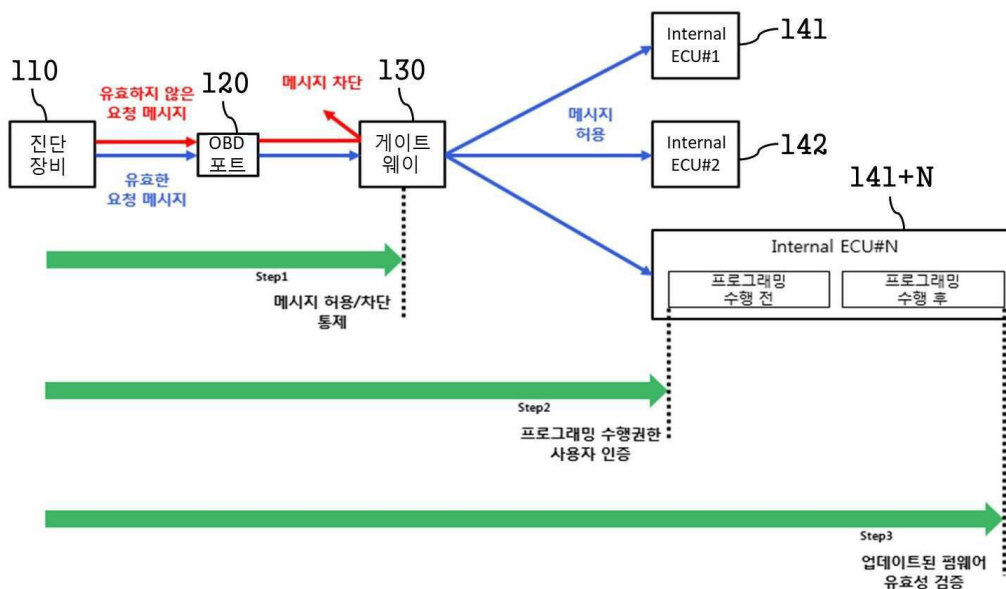 Internal
ECU#1
141
110
120
130
메시지 차단
유효하지 않은
요청 메시지
메시지
허용
진단
장비
OBD
포트
게이트
웨이
Internal
ECU#2
142
유효한
요청 메시지
141+N
Internal ECU#N
프로그래밍
수행 전
프로그래밍
수행 후
Step1
메시지 허용/차단
통제
Step2
프로그래밍 수행권한
사용자 인증
Step3
업데이트된 펌웨어
유효성 검증